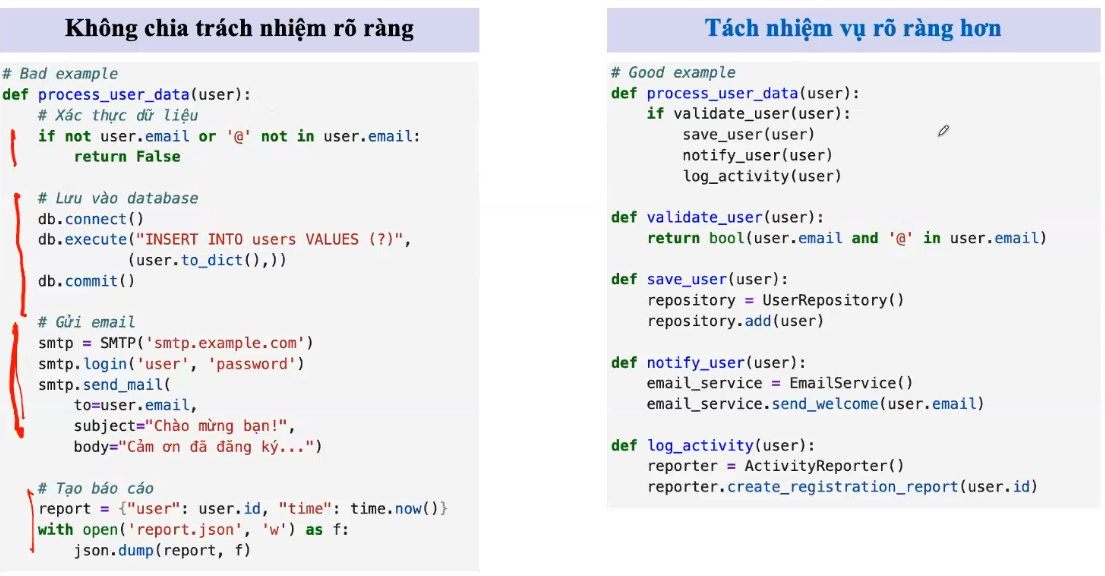 Không chia trách nhiệm rõ ràng
# Bad example
def process_user_data(user):
    # Xác thực dữ liệu
    if not user.email or '@' not in user.email:
        return False
    # Lưu vào database
    db.connect()
    db.execute("INSERT INTO users VALUES (?)",
              (user.to_dict(),))
    db.commit()
    # Gửi email
    smtp = SMTP('smtp.example.com')
    smtp.login('user', 'password')
    smtp.send_mail(
        to=user.email,
        subject="Chào mừng bạn!",
        body="Cảm ơn đã đăng ký...")
    # Tạo báo cáo
    report = {"user": user.id, "time": time.now()}
    with open('report.json', 'w') as f:
        json.dump(report, f)
Tách nhiệm vụ rõ ràng hơn
# Good example
def process_user_data(user):
    if validate_user(user):
        save_user(user)
        notify_user(user)
        log_activity(user)
def validate_user(user):
    return bool(user.email and '@' in user.email)
def save_user(user):
    repository = UserRepository()
    repository.add(user)
def notify_user(user):
    email_service = EmailService()
    email_service.send_welcome(user.email)
def log_activity(user):
    reporter = ActivityReporter()
    reporter.create_registration_report(user.id)